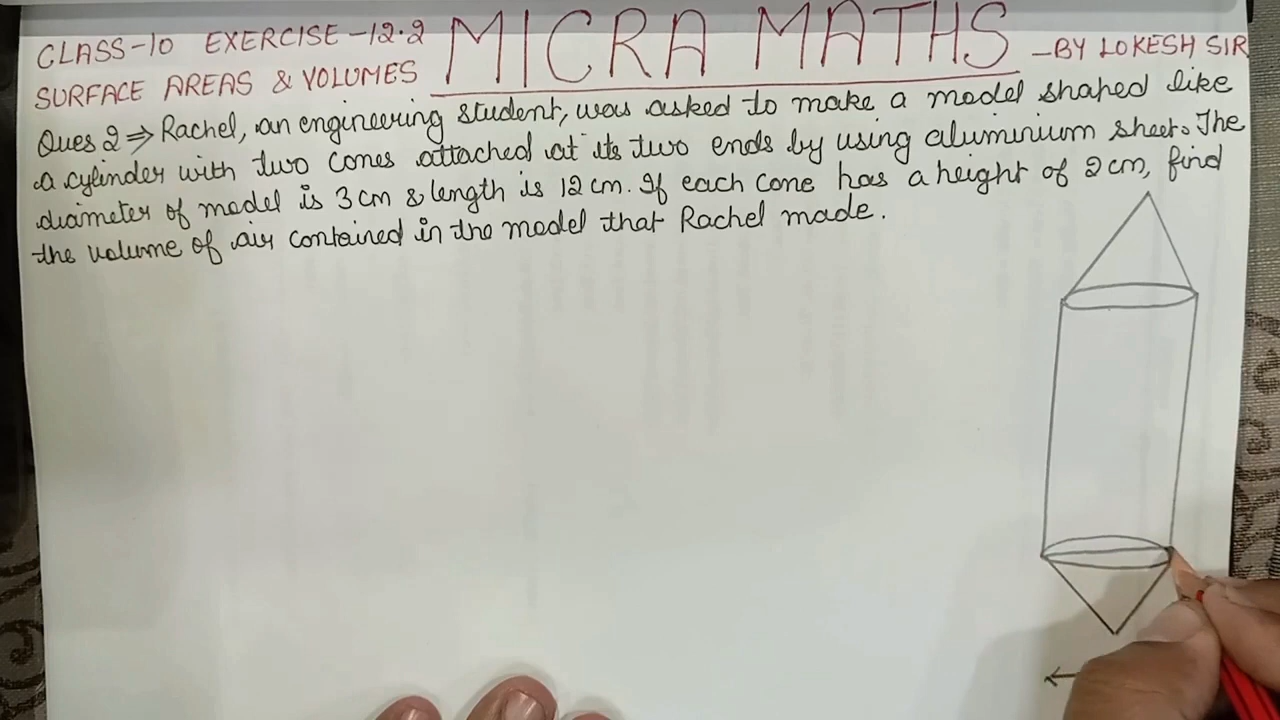 CLASS-10 EXERCISE-12.2 MICRA MATHS -BY LOKESH SIR
SURFACE AREAS & VOLUMES
Ques 2 ⇒ Rachel, an engineering student, was asked to make a model shaped like
a cylinder with two cones attached at its two ends by using aluminium sheet. The
diameter of model is 3 cm & length is 12 cm. If each cone has a height of 2 cm, find
the volume of air contained in the model that Rachel made.